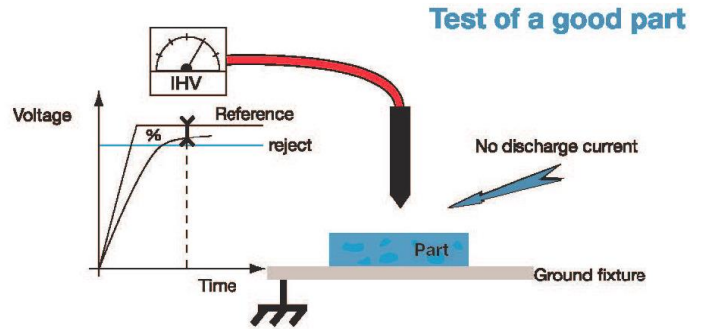 Test of a good part
IHV
Voltage
Reference
%
reject
No discharge current
Part
Time
Ground fixture